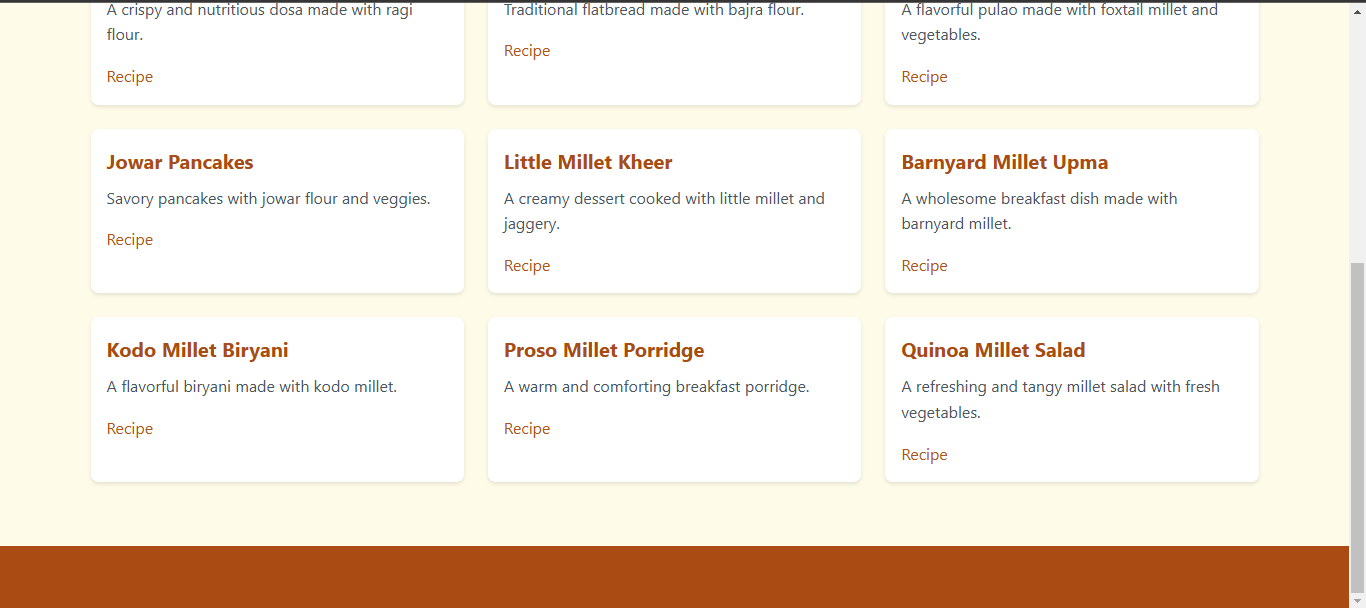 A crispy and nutritious dosa made with ragi
flour.
Recipe
Traditional flatbread made with bajra flour.
Recipe
A flavorful pulao made with foxtail millet and
vegetables.
Recipe
Jowar Pancakes
Savory pancakes with jowar flour and veggies.
Recipe
Little Millet Kheer
A creamy dessert cooked with little millet and
jaggery.
Recipe
Barnyard Millet Upma
A wholesome breakfast dish made with
barnyard millet.
Recipe
Kodo Millet Biryani
A flavorful biryani made with kodo millet.
Recipe
Proso Millet Porridge
A warm and comforting breakfast porridge.
Recipe
Quinoa Millet Salad
A refreshing and tangy millet salad with fresh
vegetables.
Recipe